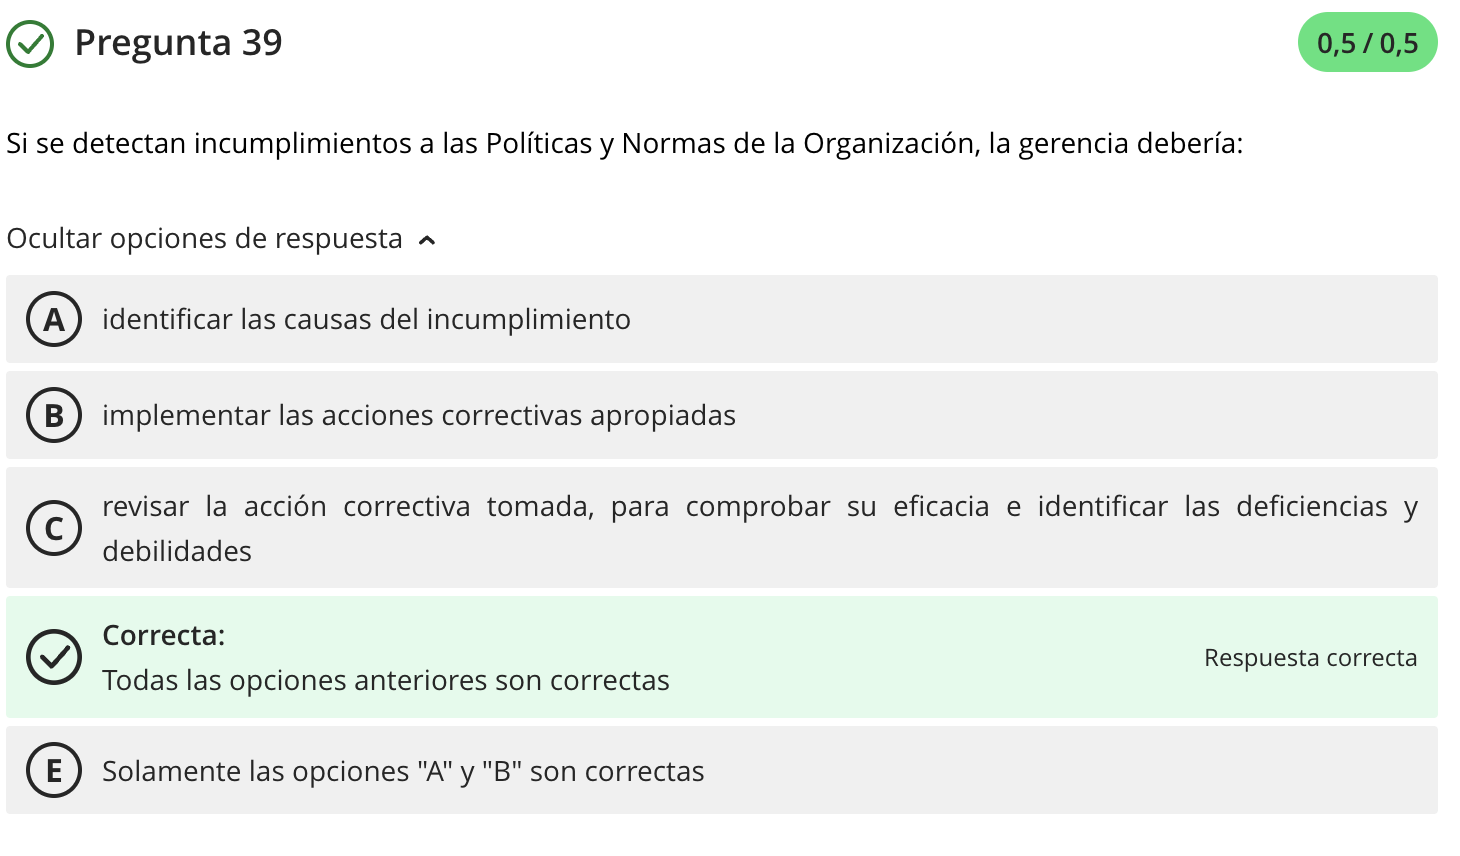 Pregunta 39
0,5 / 0,5
Si se detectan incumplimientos a las Políticas y Normas de la Organización, la gerencia debería:
Ocultar opciones de respuesta
A identificar las causas del incumplimiento
B implementar las acciones correctivas apropiadas
C revisar la acción correctiva tomada, para comprobar su eficacia e identificar las deficiencias y
debilidades
Correcta:
Todas las opciones anteriores son correctas
Respuesta correcta
E Solamente las opciones "A" y "B" son correctas